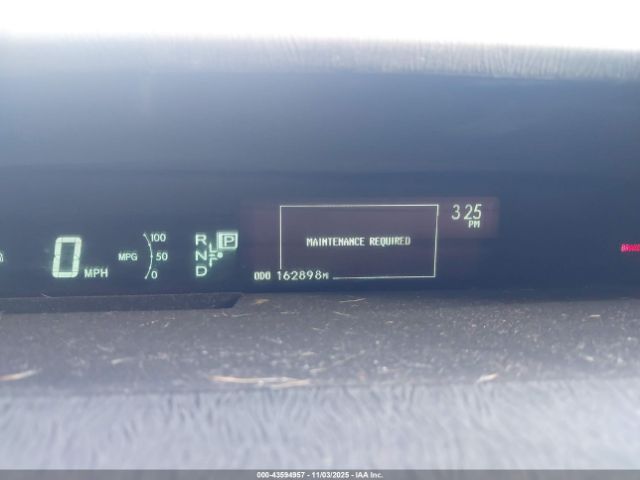 0 MPH
MPG 100
50
0
R P
N
D
MAINTENANCE REQUIRED
ODO 162898M
3:25
PM
000-43594957 - 11/03/2025 - IAA Inc.